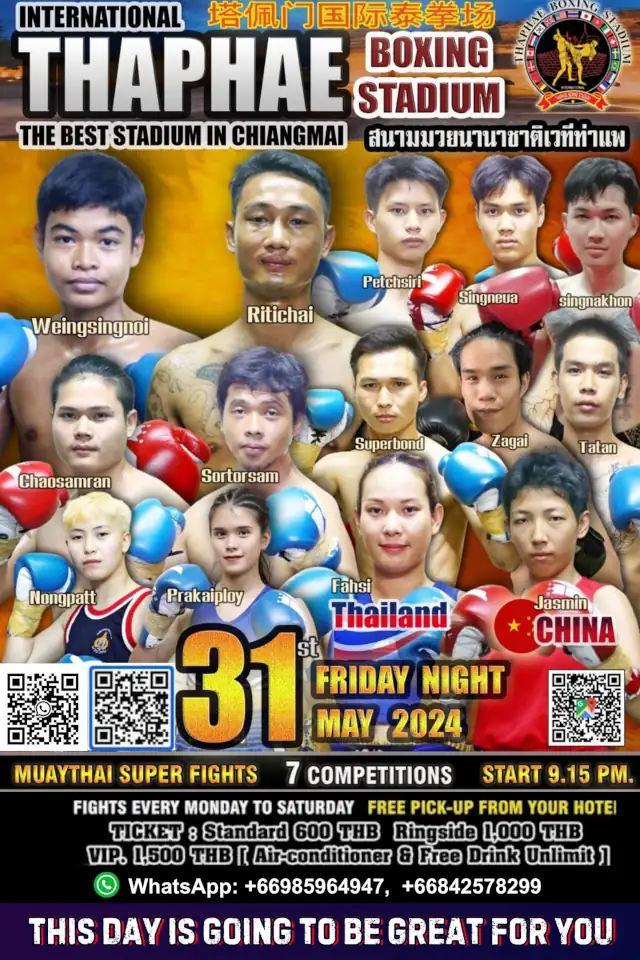 INTERNATIONAL
塔佩门国际泰拳场
THAPHAE
BOXING
STADIUM
THE BEST STADIUM IN CHIANGMAI
สนามมวยนานาชาติเวทีท่าแพ
THAPHAE BOXING STADIUM
INTERNATIONAL
Weingsingnoi
Ritichai
Petchsiri
Singneua
singnakhon
Chaosamran
Sortorsam
Superbond
Zagai
Tatan
Nongpatt
Prakaiploy
Fahsi
Thailand
Jasmin
CHINA
31st
FRIDAY NIGHT
MAY 2024
MUAYTHAI SUPER FIGHTS 7 COMPETITIONS START 9.15 PM.
FIGHTS EVERY MONDAY TO SATURDAY FREE PICK-UP FROM YOUR HOTEl
TICKET : Standard 600 THB Ringside 1,000 THB
VIP. 1,500 THB [ Air-conditioner & Free Drink Unlimit ]
WhatsApp: +66985964947, +66842578299
THIS DAY IS GOING TO BE GREAT FOR YOU